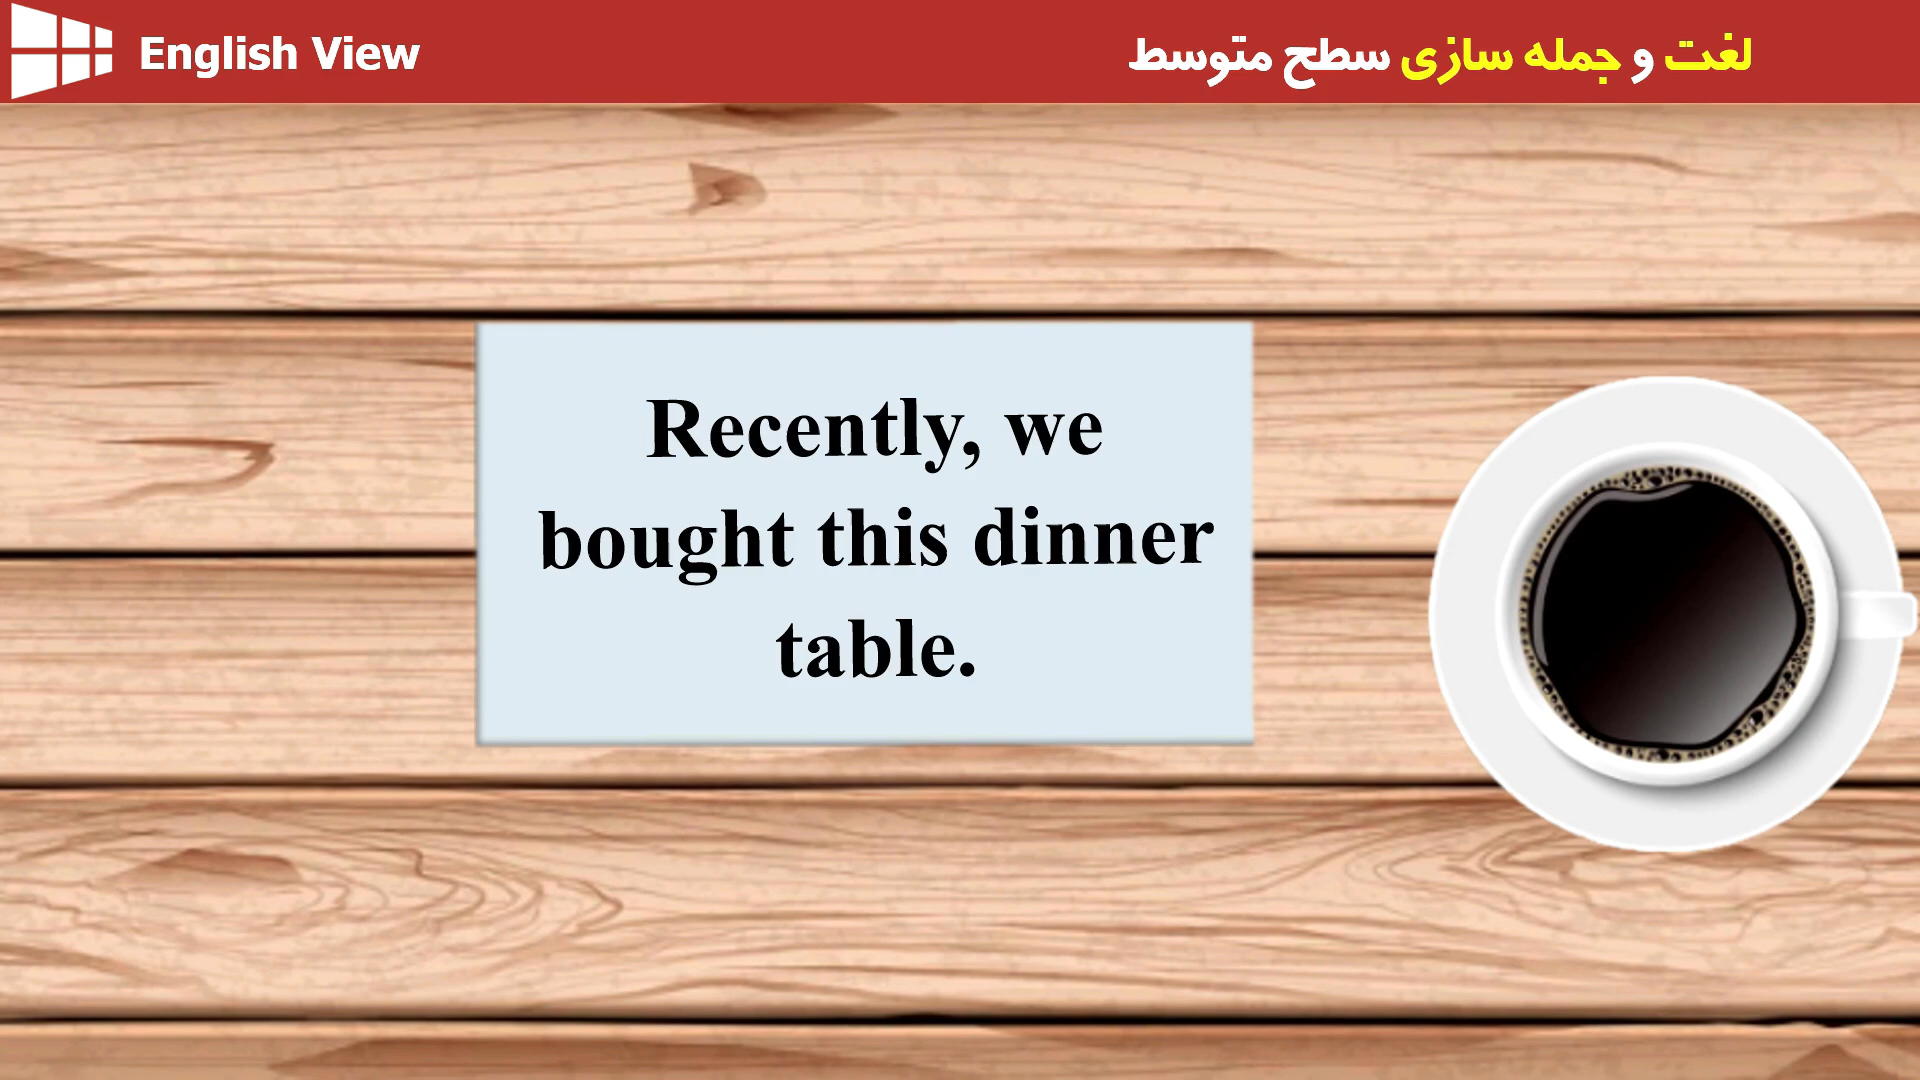 English View
لغت و جمله سازی سطح متوسط
Recently, we
bought this dinner
table.